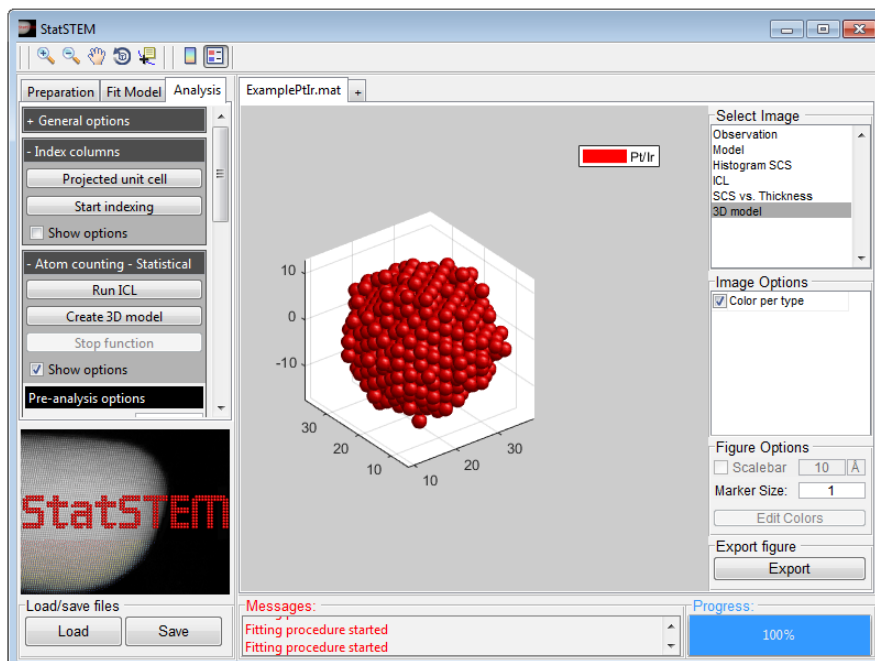 StatSTEM
Preparation
Fit Model
Analysis
+ General options
- Index columns
Projected unit cell
Start indexing
Show options
- Atom counting - Statistical
Run ICL
Create 3D model
Stop function
Show options
Pre-analysis options
StatSTEM
Load/save files
Load
Save
ExamplePtIr.mat
+
Pt/Ir
10
0
-10
30
20
10
10
20
30
Messages:
Fitting procedure started
Fitting procedure started
Select Image
Observation
Model
Histogram SCS
ICL
SCS vs. Thickness
3D model
Image Options
Color per type
Figure Options
Scalebar
10
Å
Marker Size:
1
Edit Colors
Export figure
Export
Progress:
100%